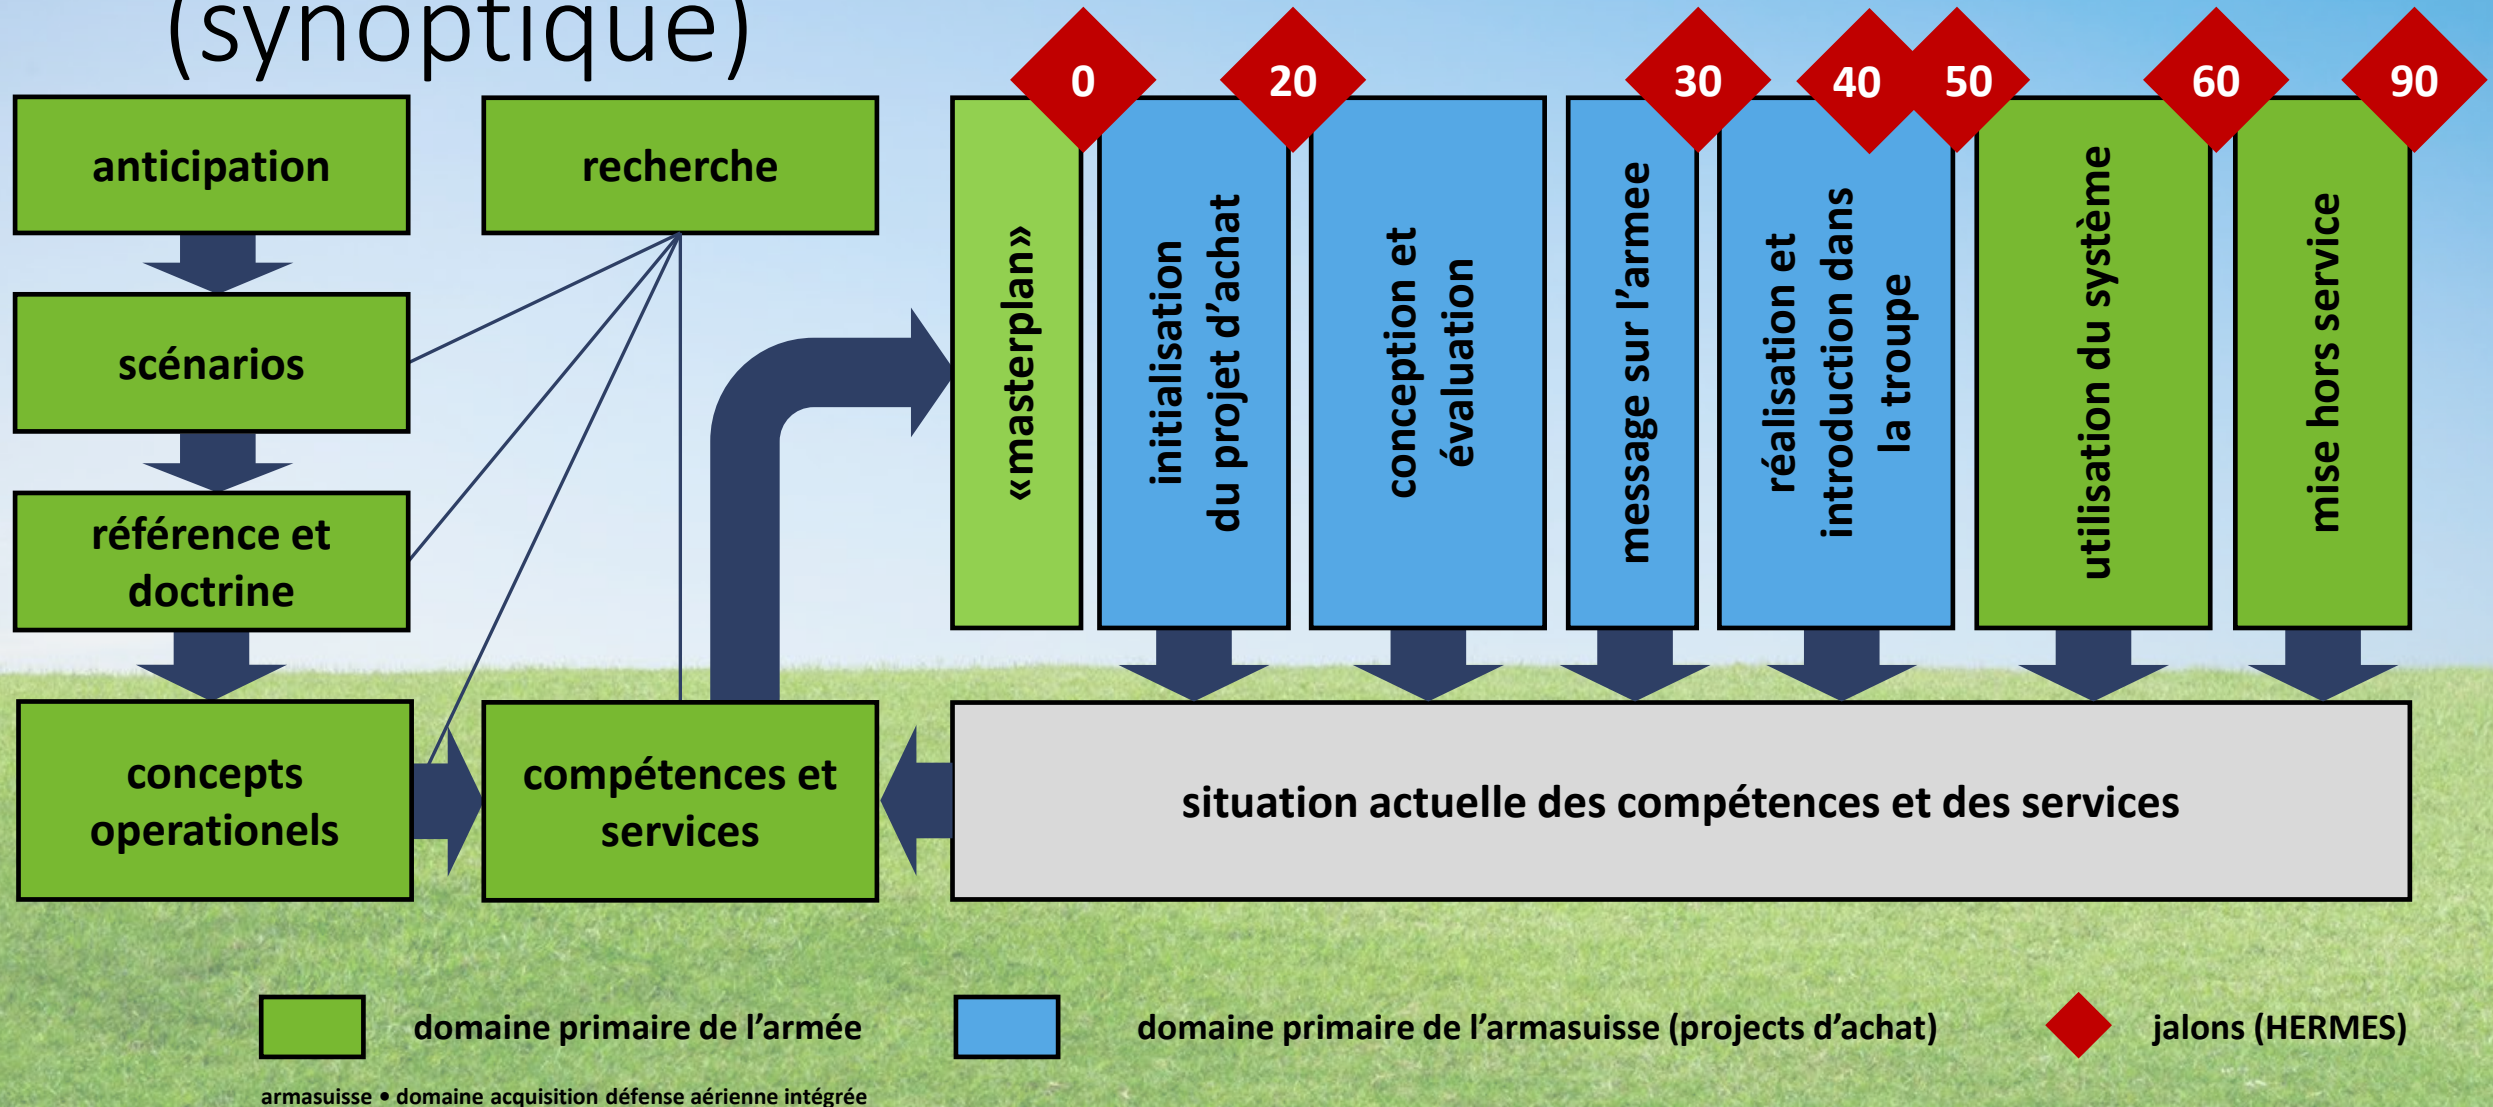 (synoptique)
0
20
30
40
50
60
90
anticipation
recherche
scénarios
référence et
doctrine
concepts
operationels
compétences et
services
«masterplan»
initialisation
du projet d'achat
conception et
évaluation
message sur l'armee
réalisation et
introduction dans
la troupe
utilisation du système
mise hors service
situation actuelle des compétences et des services
domaine primaire de l'armée
domaine primaire de l'armasuisse (projects d'achat)
jalons (HERMES)
armasuisse • domaine acquisition défense aérienne intégrée